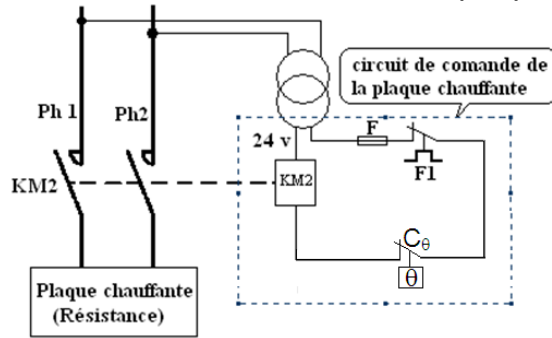 circuit de comande de
la plaque chauffante
Ph 1
Ph2
24 v
F
F1
KM2
KM2
Cθ
θ
Plaque chauffante
(Résistance)